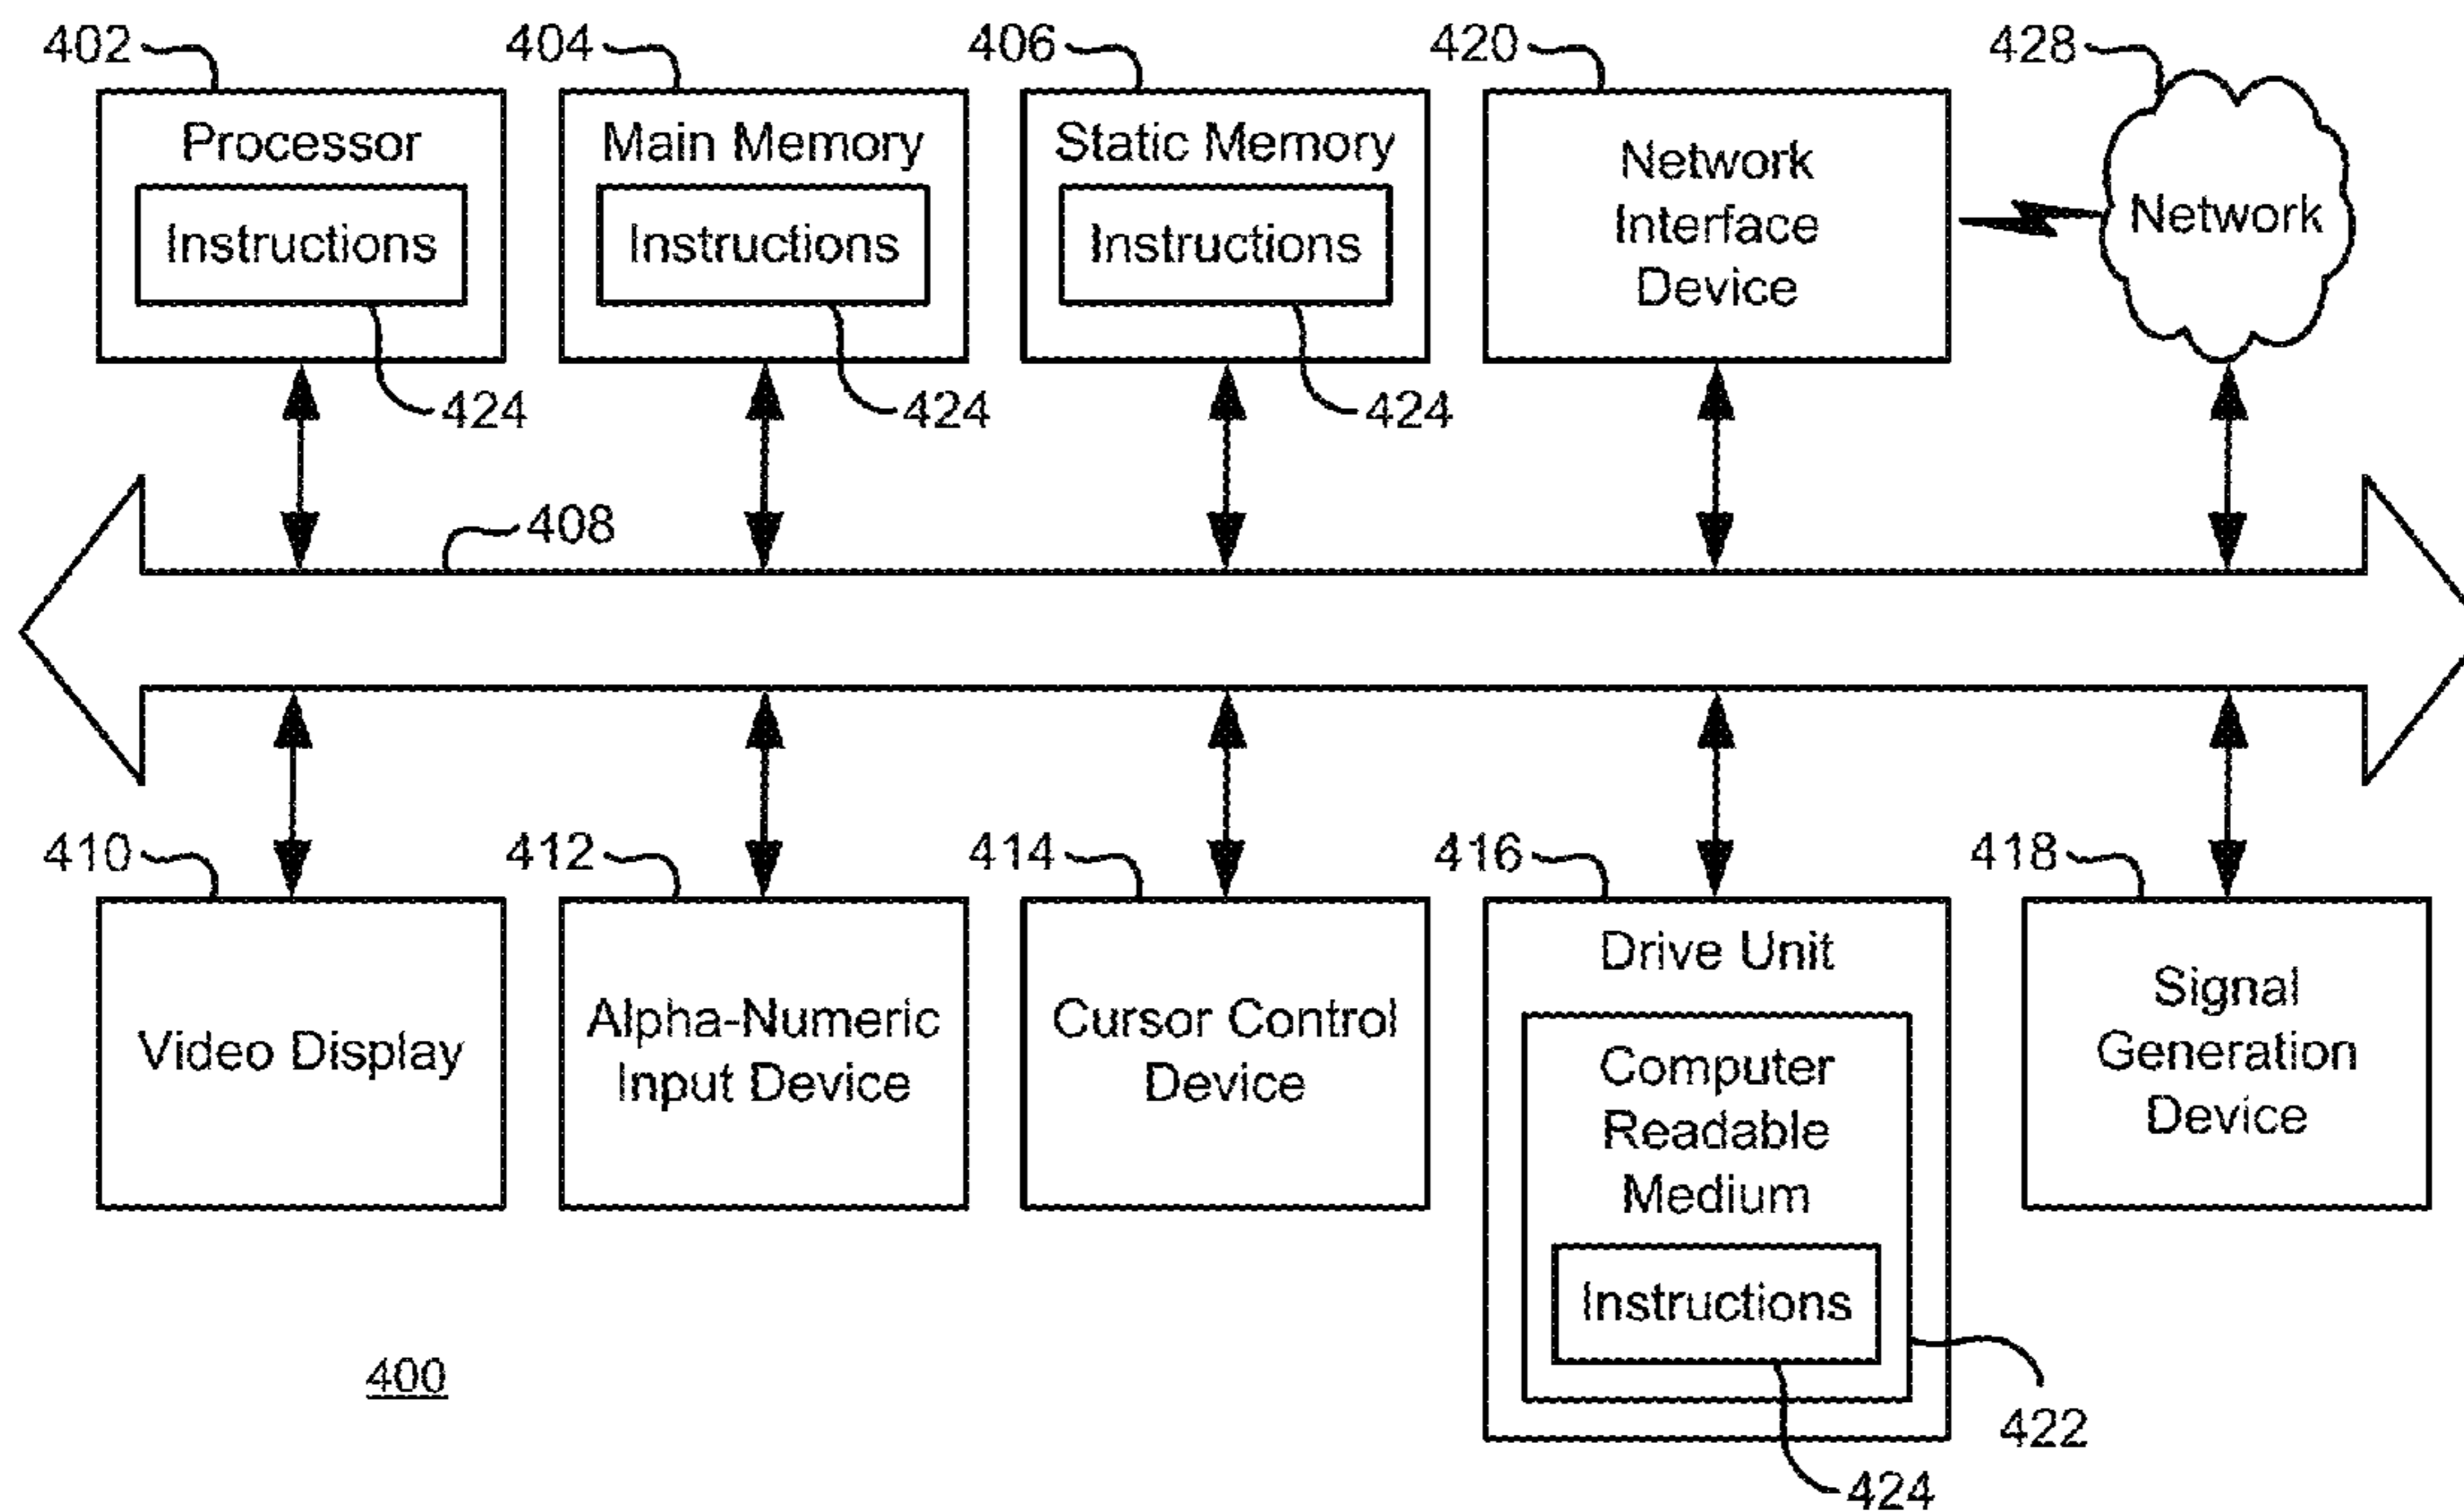 402
404
406
420
428
Processor
Instructions
424
Main Memory
Instructions
424
Static Memory
Instructions
424
Network
Interface
Device
Network
408
410
412
414
416
418
Video Display
Alpha-Numeric
Input Device
Cursor Control
Device
Drive Unit
Computer
Readable
Medium
Instructions
Signal
Generation
Device
400
422
424